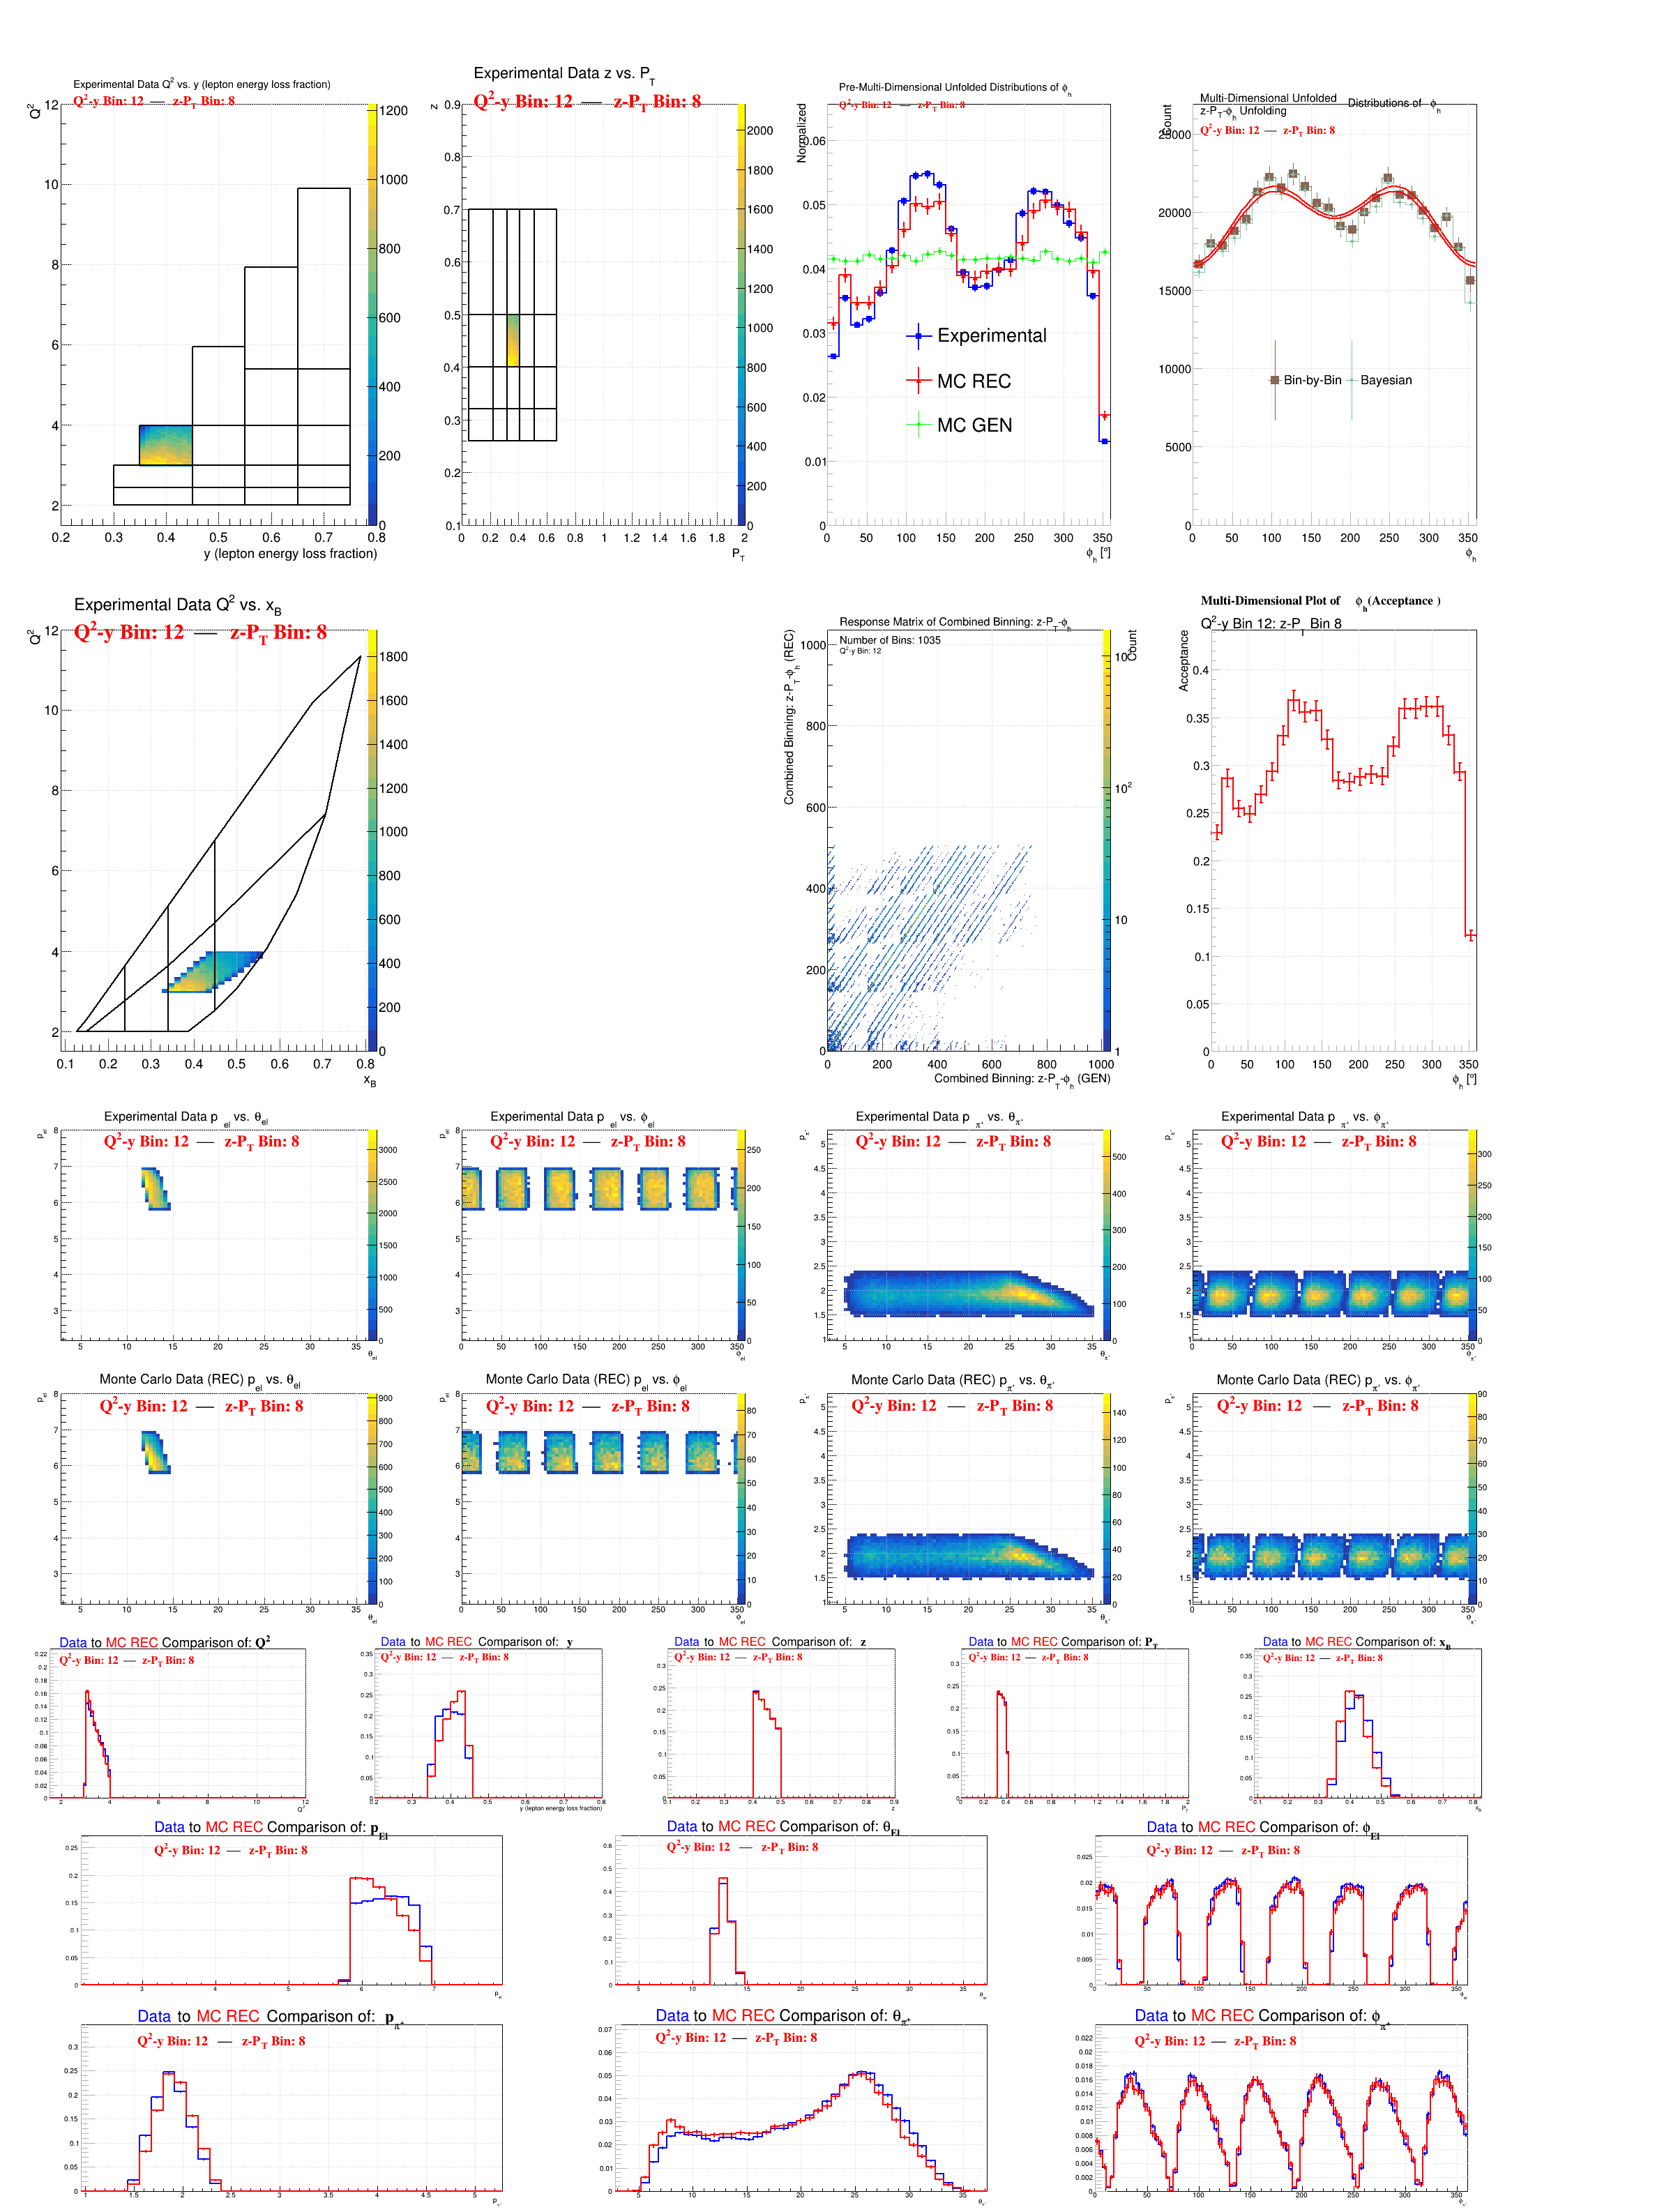 Experimental Data Q² vs. y (lepton energy loss fraction)
Q²-y Bin: 12 — z-P_T Bin: 8
Q²
y (lepton energy loss fraction)
Experimental Data z vs. P_T
Q²-y Bin: 12 — z-P_T Bin: 8
z
P_T
Pre-Multi-Dimensional Unfolded Distributions of ϕ_h
Q²-y Bin: 12 — z-P_T Bin: 8
Normalized
Experimental
MC REC
MC GEN
ϕ_h [°]
Multi-Dimensional Unfolded Distributions of ϕ_h
z-P_T-ϕ_h Unfolding
Q²-y Bin: 12 — z-P_T Bin: 8
Count
Bin-by-Bin
Bayesian
ϕ_h
Experimental Data Q² vs. x_B
Q²-y Bin: 12 — z-P_T Bin: 8
Q²
x_B
Response Matrix of Combined Binning: z-P_T-ϕ_h
Number of Bins: 1035
Q²-y Bin: 12
Combined Binning: z-P_T-ϕ_h (REC)
Count
Combined Binning: z-P_T-ϕ_h (GEN)
Multi-Dimensional Plot of ϕ_h (Acceptance )
Q²-y Bin 12: z-P_T Bin 8
Acceptance
ϕ_h [°]
Experimental Data p_el vs. θ_el
Q²-y Bin: 12 — z-P_T Bin: 8
Experimental Data p_el vs. ϕ_el
Q²-y Bin: 12 — z-P_T Bin: 8
Experimental Data p_π⁺ vs. θ_π⁺
Q²-y Bin: 12 — z-P_T Bin: 8
Experimental Data p_π⁺ vs. ϕ_π⁺
Q²-y Bin: 12 — z-P_T Bin: 8
Monte Carlo Data (REC) p_el vs. θ_el
Q²-y Bin: 12 — z-P_T Bin: 8
Monte Carlo Data (REC) p_el vs. ϕ_el
Q²-y Bin: 12 — z-P_T Bin: 8
Monte Carlo Data (REC) p_π⁺ vs. θ_π⁺
Q²-y Bin: 12 — z-P_T Bin: 8
Monte Carlo Data (REC) p_π⁺ vs. ϕ_π⁺
Q²-y Bin: 12 — z-P_T Bin: 8
Data to MC REC Comparison of: Q²
Q²-y Bin: 12 — z-P_T Bin: 8
Data to MC REC Comparison of: y
Q²-y Bin: 12 — z-P_T Bin: 8
y (lepton energy loss fraction)
Data to MC REC Comparison of: z
Q²-y Bin: 12 — z-P_T Bin: 8
Data to MC REC Comparison of: P_T
Q²-y Bin: 12 — z-P_T Bin: 8
Data to MC REC Comparison of: x_B
Q²-y Bin: 12 — z-P_T Bin: 8
Data to MC REC Comparison of: p_El
Q²-y Bin: 12 — z-P_T Bin: 8
Data to MC REC Comparison of: θ_El
Q²-y Bin: 12 — z-P_T Bin: 8
Data to MC REC Comparison of: ϕ_El
Q²-y Bin: 12 — z-P_T Bin: 8
Data to MC REC Comparison of: p_π⁺
Q²-y Bin: 12 — z-P_T Bin: 8
Data to MC REC Comparison of: θ_π⁺
Q²-y Bin: 12 — z-P_T Bin: 8
Data to MC REC Comparison of: ϕ_π⁺
Q²-y Bin: 12 — z-P_T Bin: 8